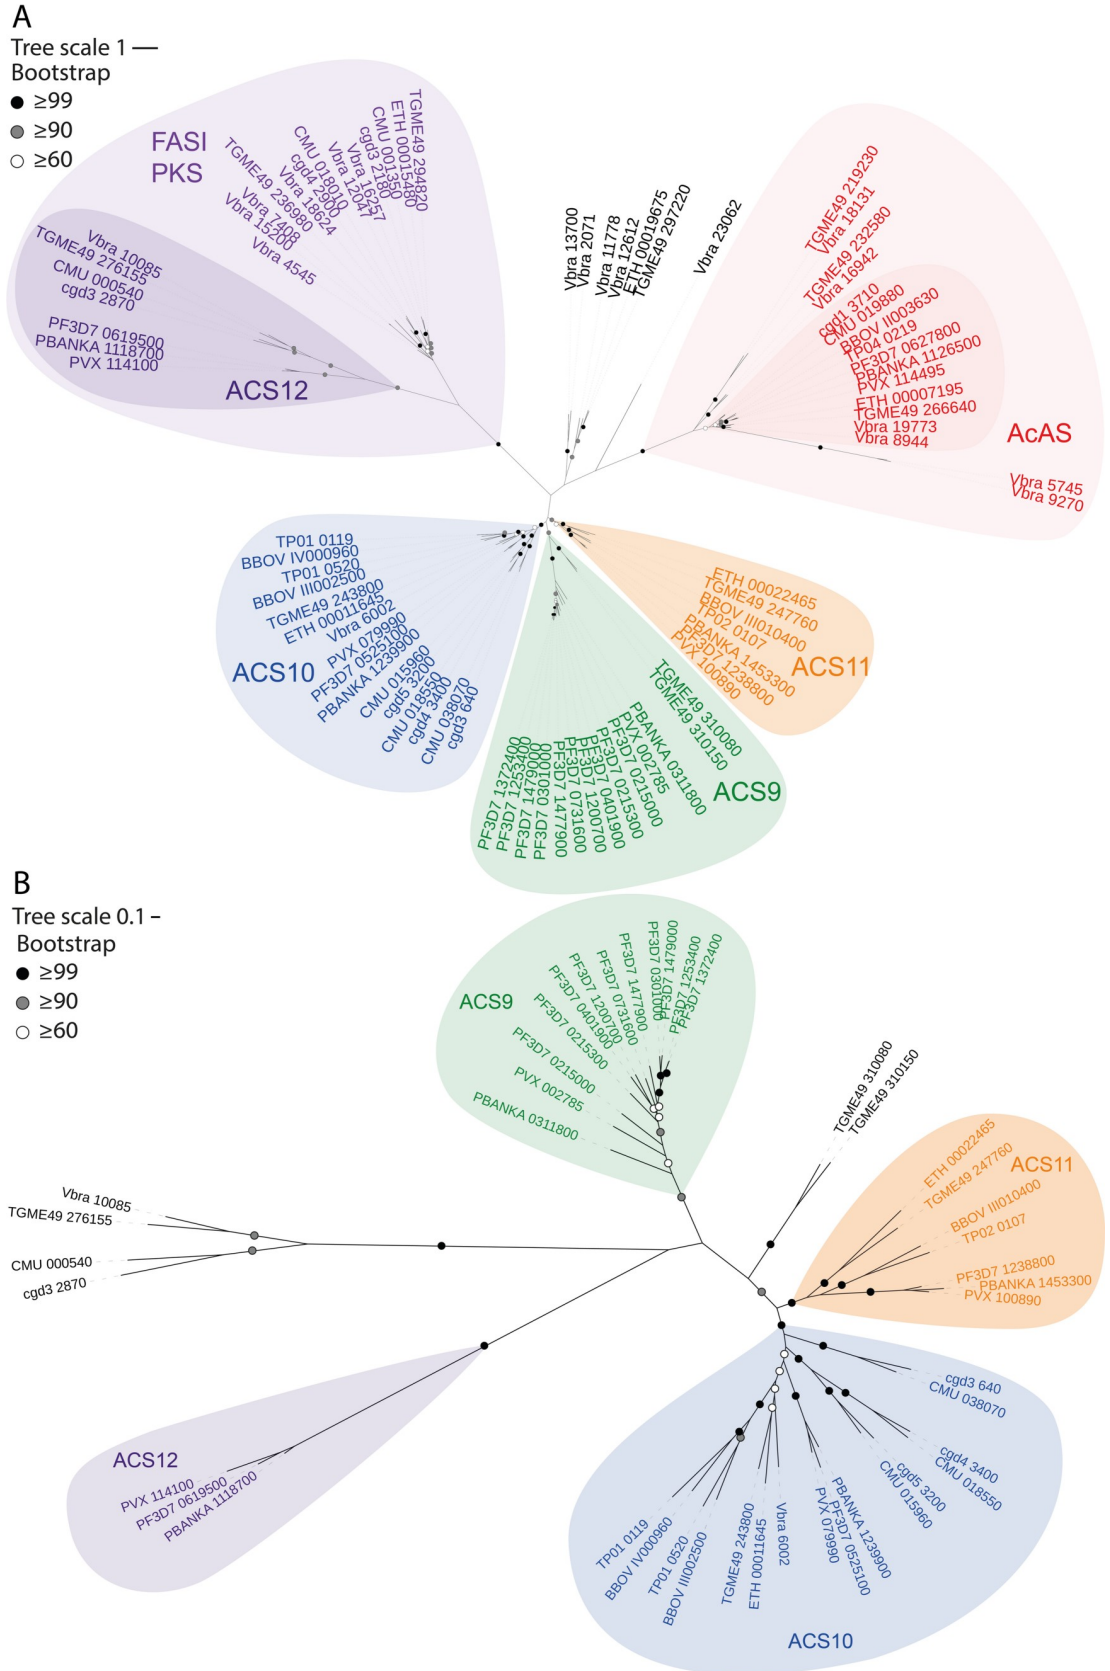 A
Tree scale 1
Bootstrap
≥99
≥90
≥60
FASI
PKS
TGME49 294820
ETH 00015480
CMU 001350
cgd3 2180
Vbra 16257
Vbra 12047
CMU 018010
cgd4 2900
Vbra 18624
TGME49 236980
Vbra 7408
Vbra 15200
Vbra 4545
Vbra 10085
TGME49 276155
CMU 000540
cgd3 2870
PF3D7 0619500
PBANKA 1118700
PVX 114100
ACS12
Vbra 13700
Vbra 2071
Vbra 11778
Vbra 12612
ETH 00019675
TGME49 297220
Vbra 23062
TGME49 219230
Vbra 18131
TGME49 232580
Vbra 16942
cgd1 3710
CMU 019880
BBOV II003630
TP04 0219
PF3D7 0627800
PBANKA 1126500
PVX 114495
ETH 00007195
TGME49 266640
Vbra 19773
Vbra 8944
AcAS
Vbra 5745
Vbra 9270
TP01 0119
BBOV IV000960
TP01 0520
BBOV III002500
TGME49 243800
ETH 00011645
Vbra 6002
PVX 079990
PF3D7 0525100
PBANKA 1239900
CMU 015960
cgd5 3200
CMU 018550
cgd4 3400
CMU 038070
cgd3 640
ACS10
ETH 00022465
TGME49 247760
BBOV III010400
TP02 0107
PBANKA 1453300
PF3D7 1238800
PVX 100890
ACS11
TGME49 310080
TGME49 310150
PBANKA 0311800
PVX 002785
PF3D7 0215000
PF3D7 0215300
PF3D7 0401900
PF3D7 1200700
PF3D7 0731600
PF3D7 1477900
PF3D7 0301000
PF3D7 1479000
PF3D7 1253400
PF3D7 1372400
ACS9
B
Tree scale 0.1
Bootstrap
≥99
≥90
≥60
ACS9
PF3D7 1372400
PF3D7 1253400
PF3D7 1479000
PF3D7 0301000
PF3D7 1477900
PF3D7 0731600
PF3D7 1200700
PF3D7 0401900
PF3D7 0215300
PF3D7 0215000
PVX 002785
PBANKA 0311800
TGME49 310080
TGME49 310150
ETH 00022465
TGME49 247760
ACS11
BBOV III010400
TP02 0107
PF3D7 1238800
PBANKA 1453300
PVX 100890
Vbra 10085
TGME49 276155
CMU 000540
cgd3 2870
ACS12
PVX 114100
PF3D7 0619500
PBANKA 1118700
cgd3 640
CMU 038070
cgd4 3400
CMU 018550
cgd5 3200
CMU 015960
PBANKA 1239900
PF3D7 0525100
PVX 079990
Vbra 6002
ETH 00011645
TGME49 243800
BBOV III002500
TP01 0520
BBOV IV000960
TP01 0119
ACS10